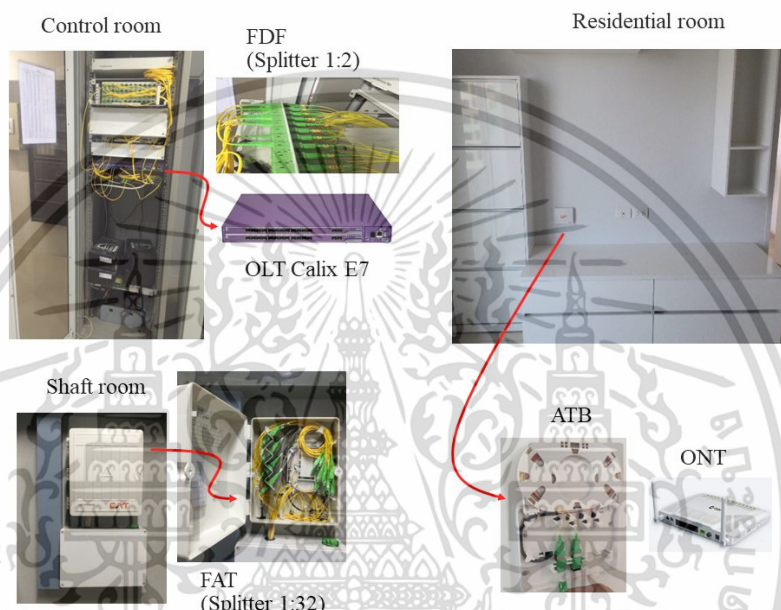 Control room
FDF
(Splitter 1:2)
OLT Calix E7
Residential room
Shaft room
CAT
FAT
(Splitter 1:32)
ATB
ONT